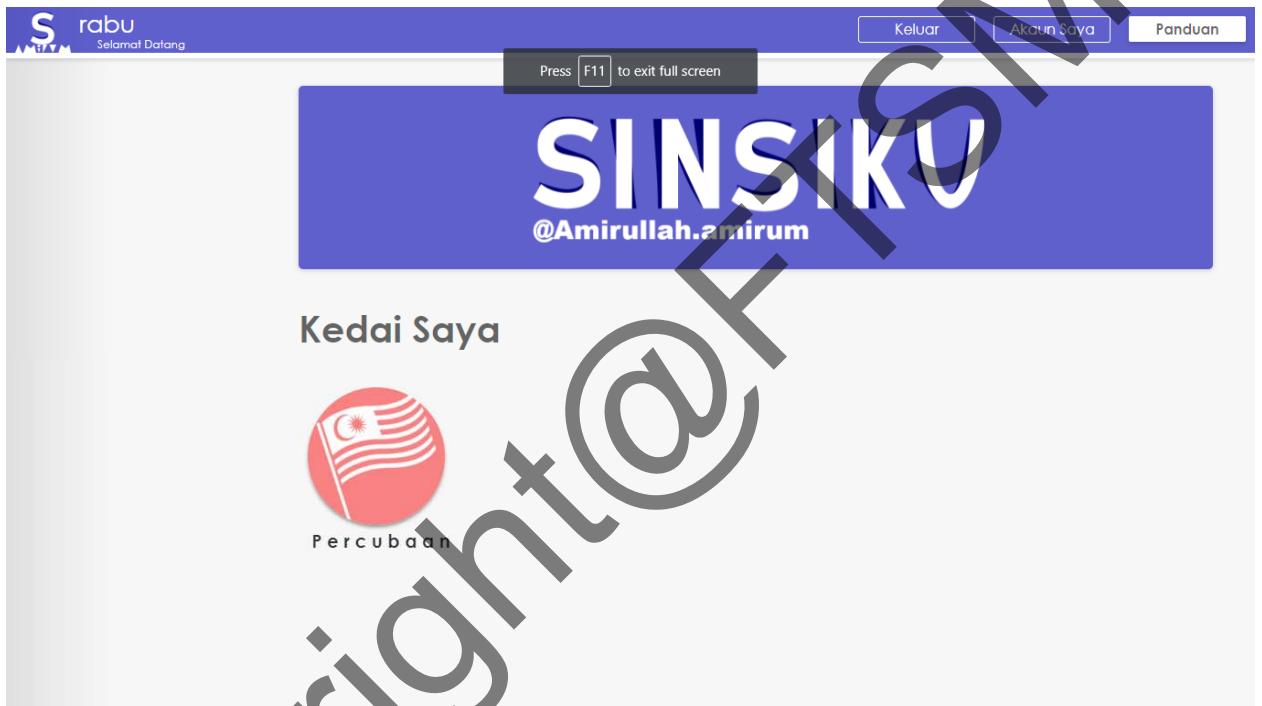 S rabu
Selamat Datang
Keluar
Akaun Saya
Panduan
Press F11 to exit full screen
SINSIKU
@Amirullah.amirum
Kedai Saya
Percubaan
right@FTSM